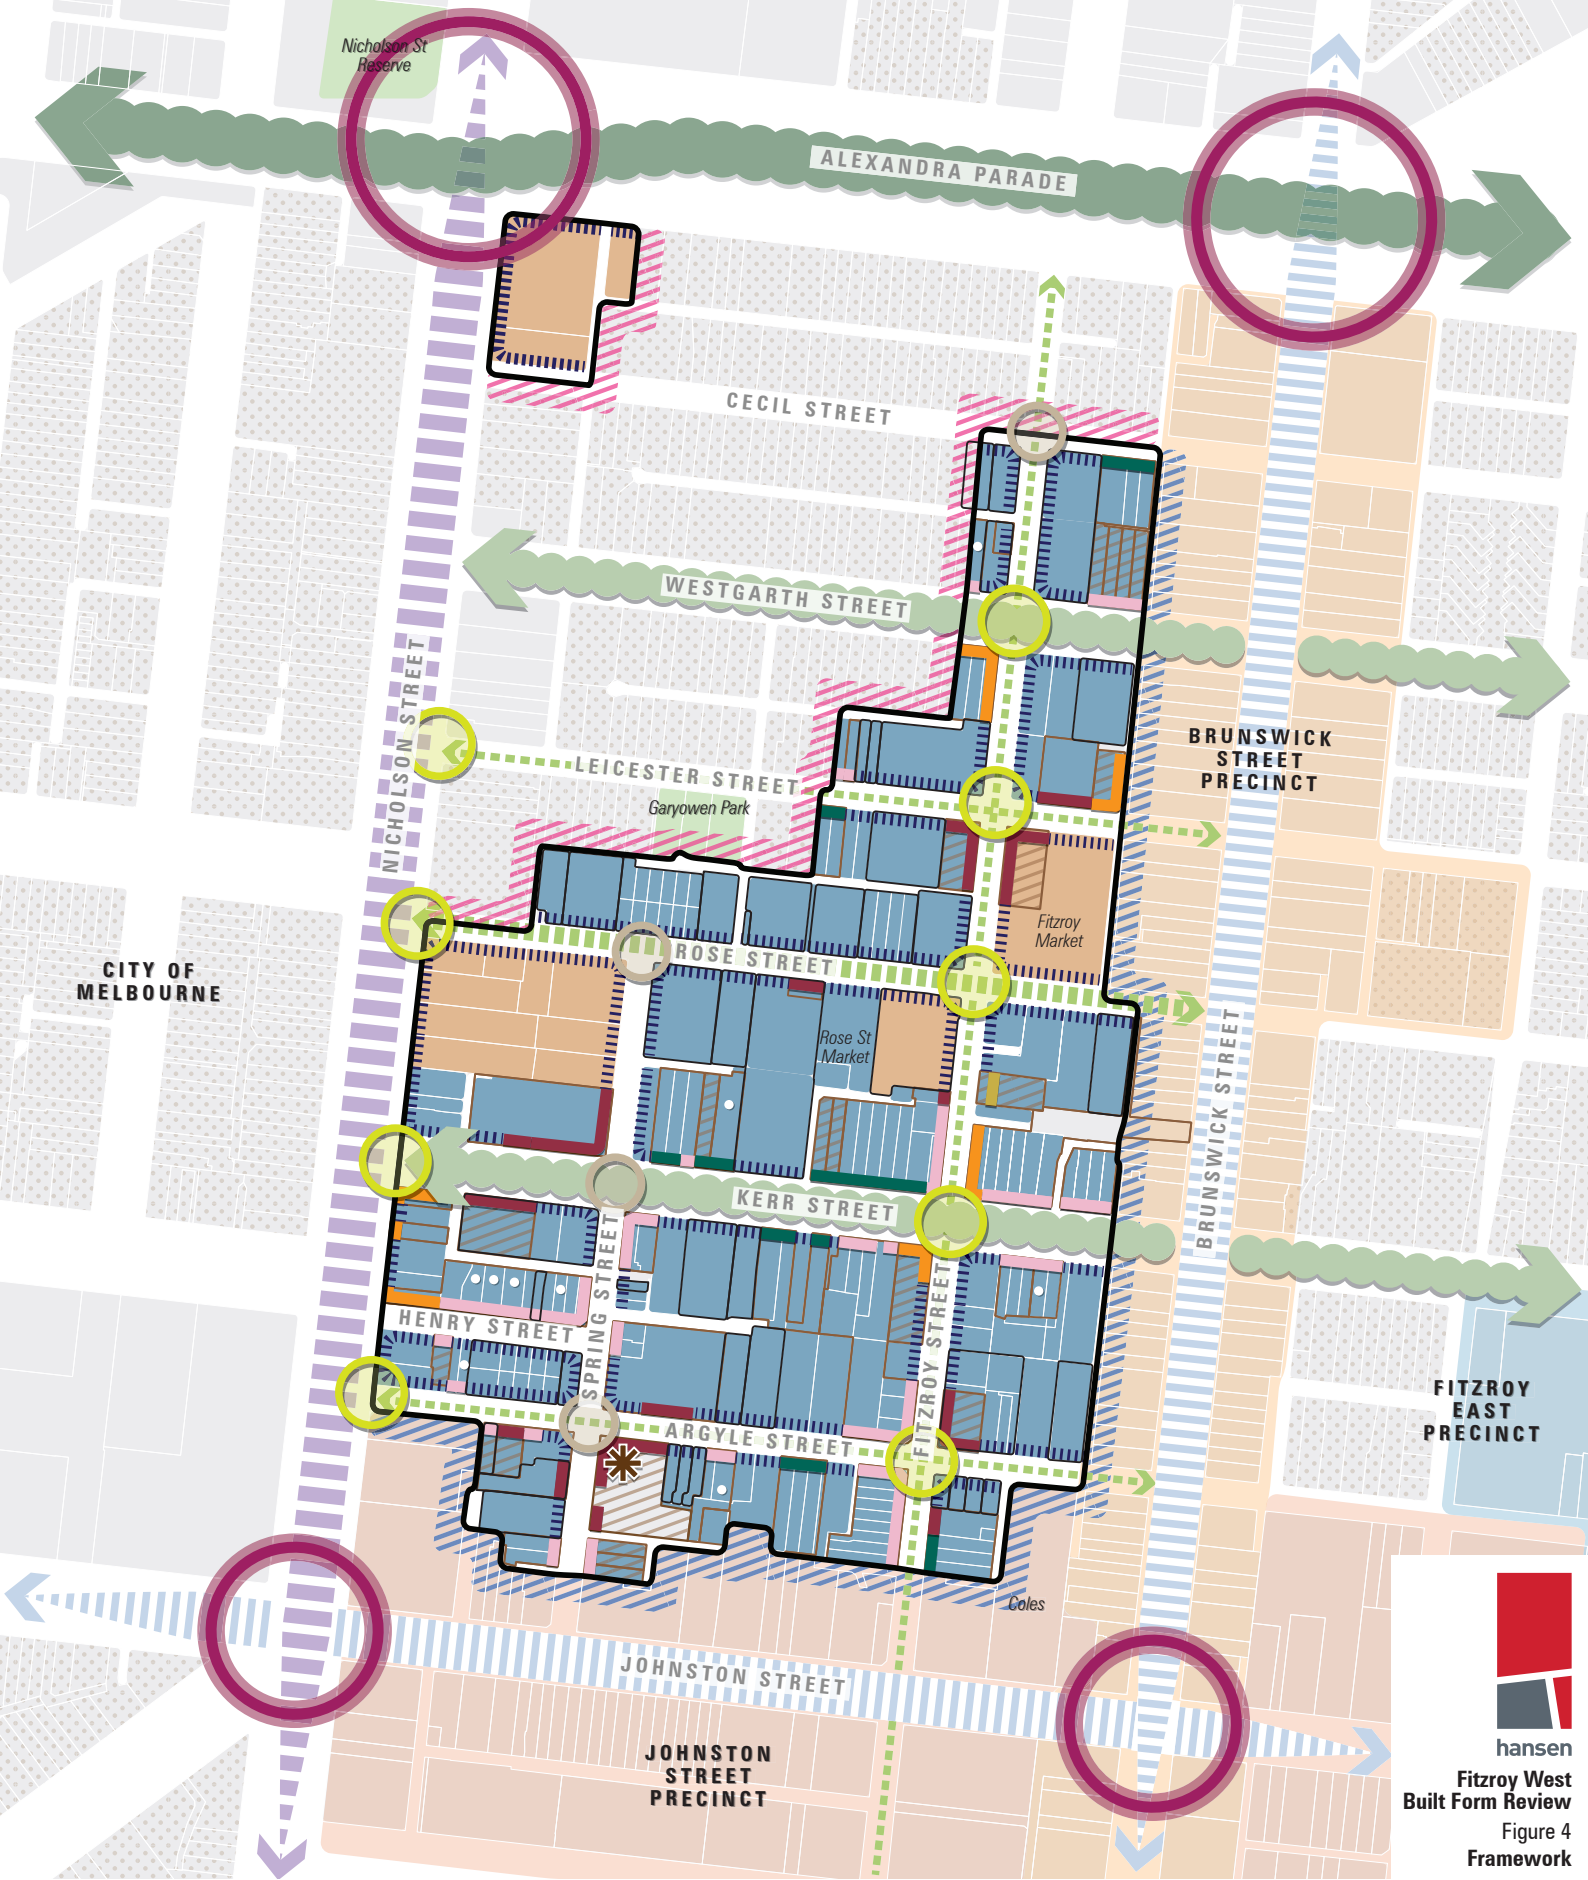 Nicholson St
Reserve
ALEXANDRA PARADE
CECIL STREET
WESTGARTH STREET
NICHOLSON STREET
BRUNSWICK
STREET
PRECINCT
LEICESTER STREET
Garyowen Park
Fitzroy
Market
ROSE STREET
CITY OF
MELBOURNE
Rose St
Market
BRUNSWICK STREET
KERR STREET
SPRING STREET
HENRY STREET
FITZROY STREET
FITZROY
EAST
PRECINCT
ARGYLE STREET
Coles
JOHNSTON STREET
JOHNSTON
STREET
PRECINCT
hansen
Fitzroy West
Built Form Review
Figure 4
Framework